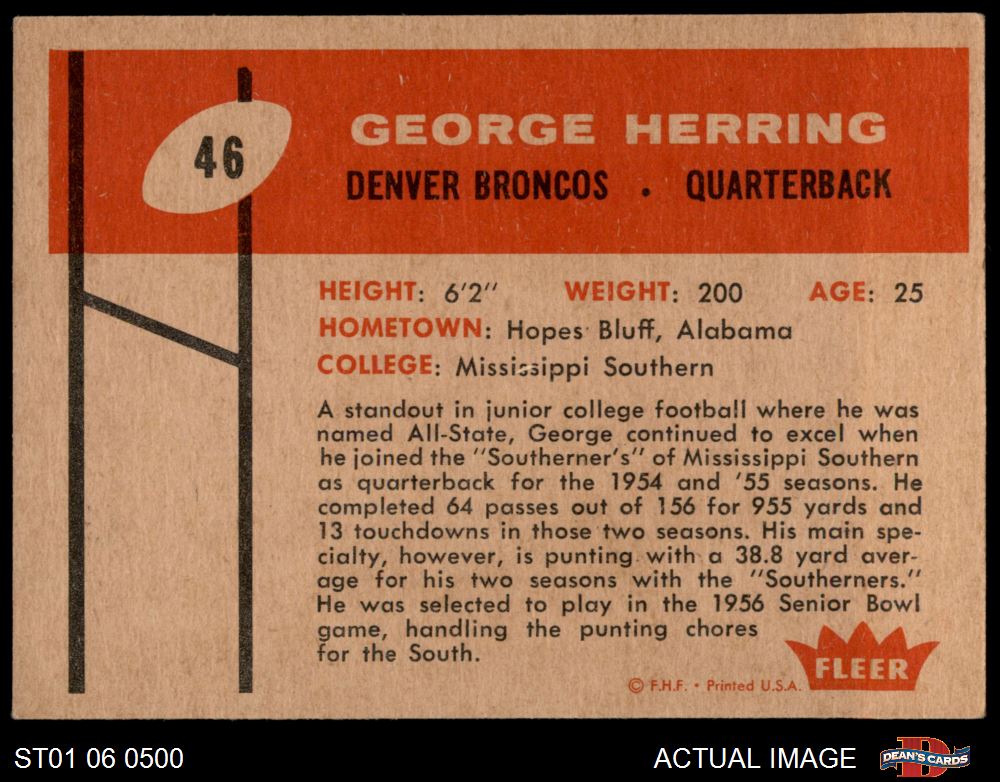 46
GEORGE HERRING
DENVER BRONCOS • QUARTERBACK
HEIGHT: 6'2" WEIGHT: 200 AGE: 25
HOMETOWN: Hopes Bluff, Alabama
COLLEGE: Mississippi Southern
A standout in junior college football where he was
named All-State, George continued to excel when
he joined the "Southerner's" of Mississippi Southern
as quarterback for the 1954 and '55 seasons. He
completed 64 passes out of 156 for 955 yards and
13 touchdowns in those two seasons. His main spe-
cialty, however, is punting with a 38.8 yard aver-
age for his two seasons with the "Southerners."
He was selected to play in the 1956 Senior Bowl
game, handling the punting chores
for the South.
FLEER
© F.H.F. • Printed U.S.A.
ST01 06 0500
ACTUAL IMAGE
DEAN'S CARDS